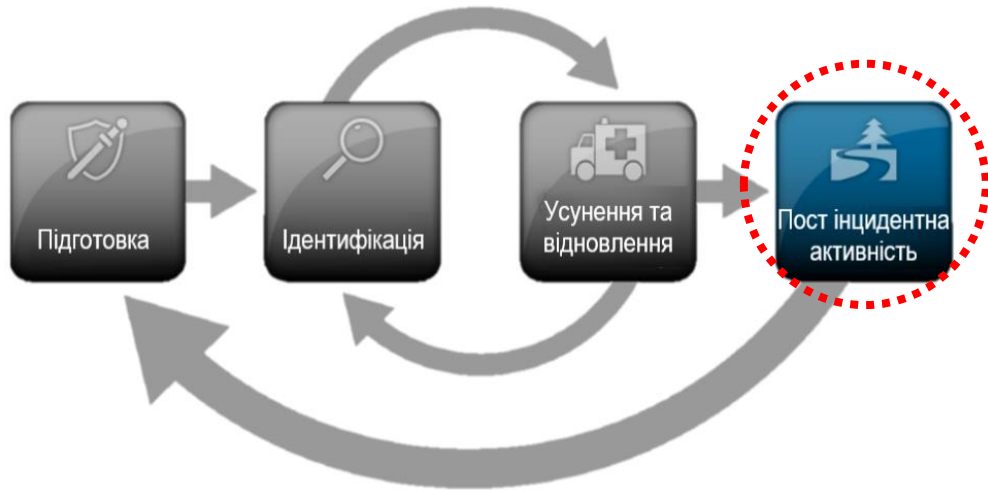 Підготовка
Ідентифікація
Усунення та
відновлення
Пост інцидентна
активність